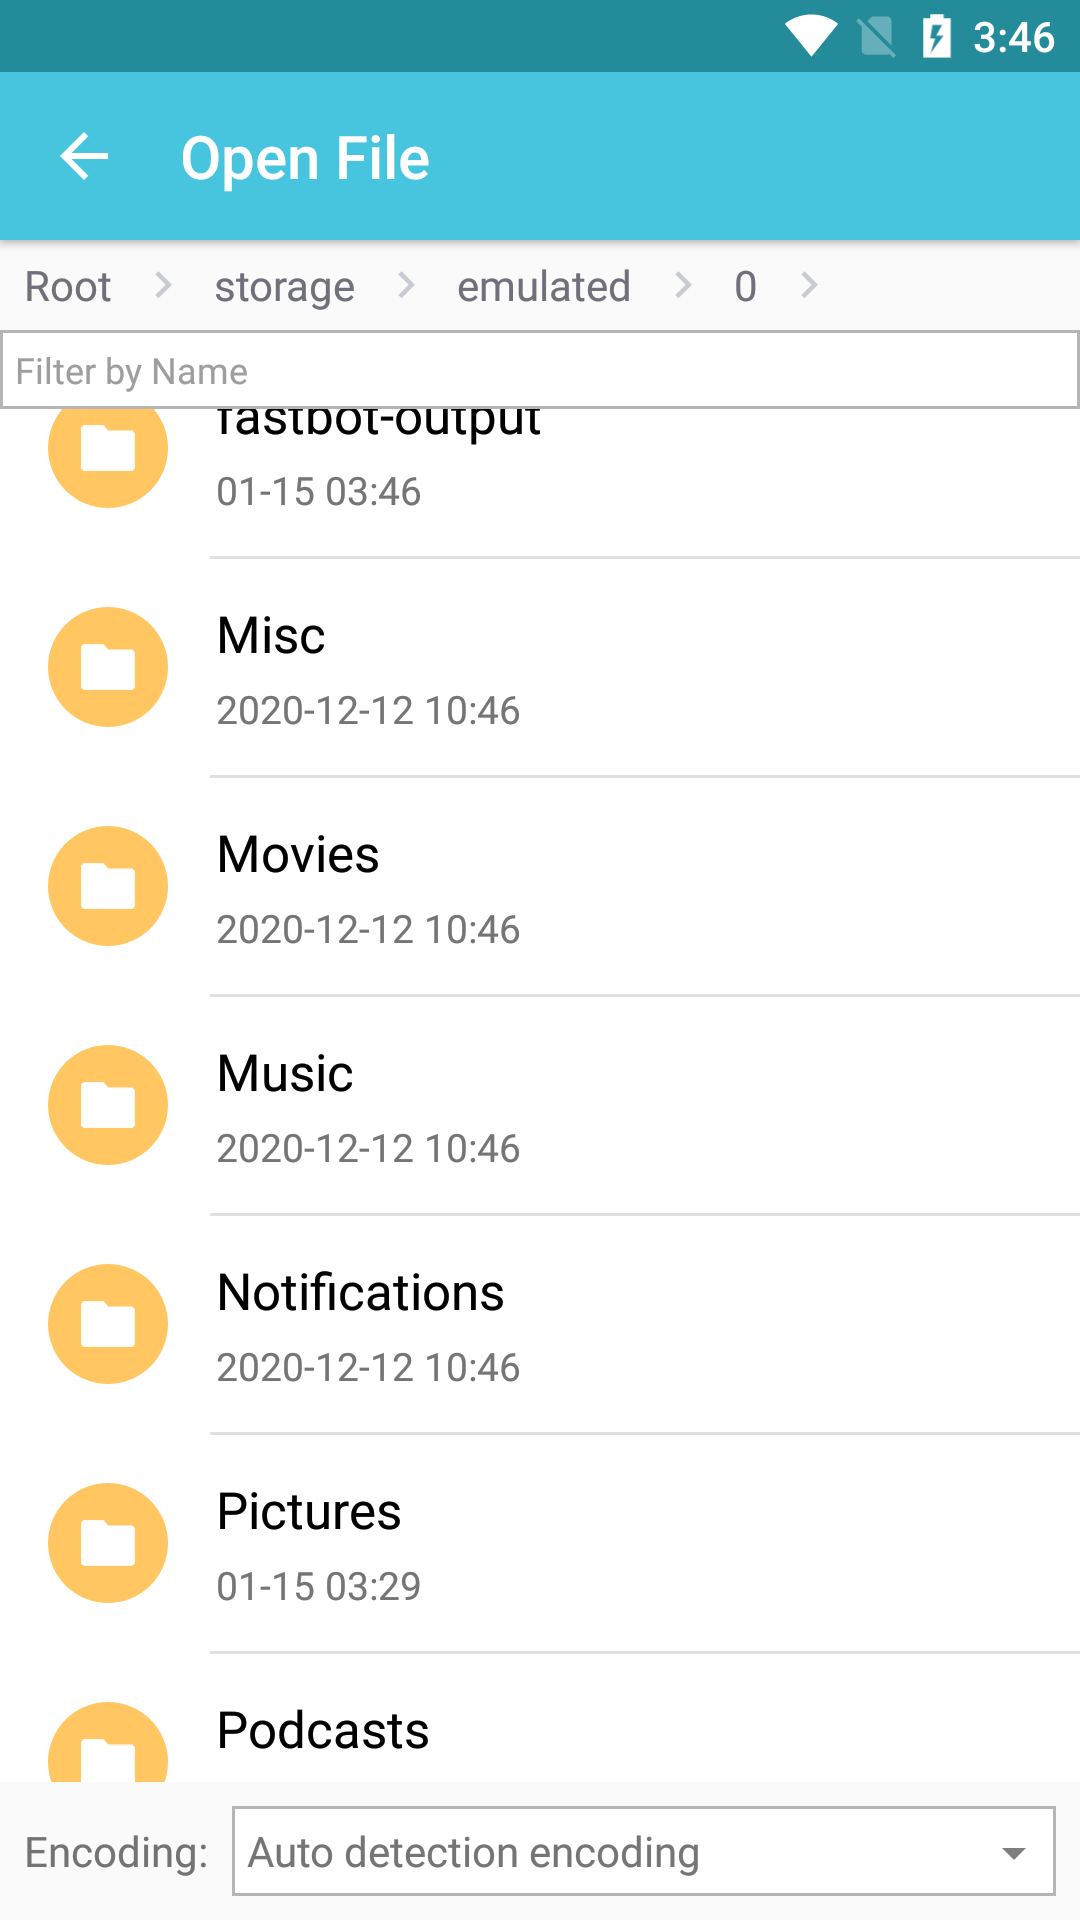 3:46
Open File
Root storage emulated 0
Filter by Name
fastbot-output
01-15 03:46
Misc
2020-12-12 10:46
Movies
2020-12-12 10:46
Music
2020-12-12 10:46
Notifications
2020-12-12 10:46
Pictures
01-15 03:29
Podcasts
Encoding: Auto detection encoding